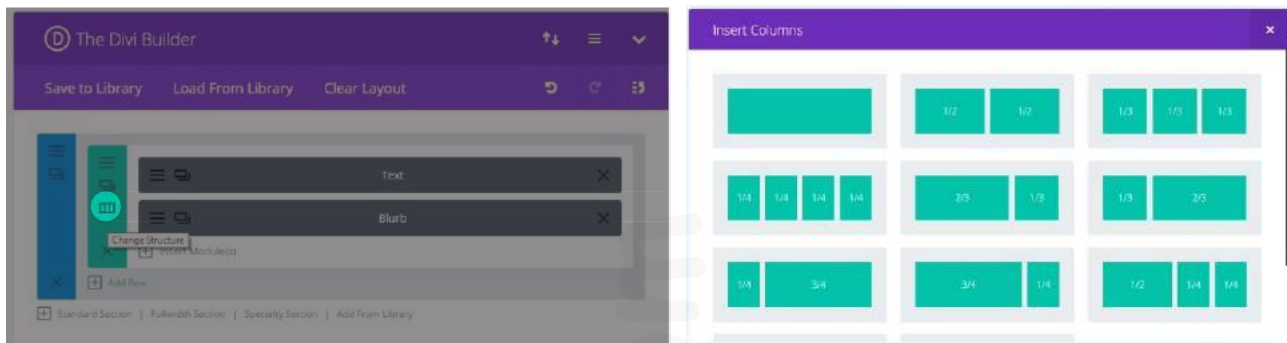 The Divi Builder
Save to Library Load From Library Clear Layout
Text
Blurb
Change Structure
Insert Module(s)
Add Row
Standard Section | Fullwidth Section | Specialty Section | Add From Library
Insert Columns
1/2 1/2
1/3 1/3 1/3
1/4 1/4 1/4 1/4
2/3 1/3
1/3 2/3
1/4 3/4
3/4 1/4
1/2 1/4 1/4